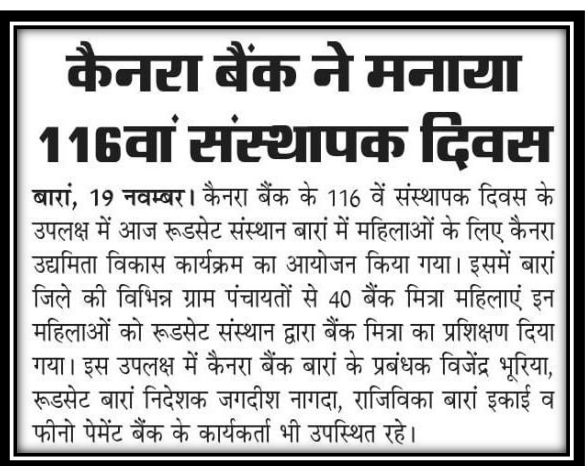 कैनरा बैंक ने मनाया
116वां संस्थापक दिवस
बारां, 19 नवम्बर। कैनरा बैंक के 116 वें संस्थापक दिवस के
उपलक्ष में आज रूडसेट संस्थान बारां में महिलाओं के लिए कैनरा
उद्यमिता विकास कार्यक्रम का आयोजन किया गया। इसमें बारां
जिले की विभिन्न ग्राम पंचायतों से 40 बैंक मित्रा महिलाएं इन
महिलाओं को रूडसेट संस्थान द्वारा बैंक मित्रा का प्रशिक्षण दिया
गया। इस उपलक्ष में कैनरा बैंक बारां के प्रबंधक विजेंद्र भूरिया,
रूडसेट बारां निदेशक जगदीश नागदा, राजिविका बारां इकाई व
फीनो पेमेंट बैंक के कार्यकर्ता भी उपस्थित रहे।